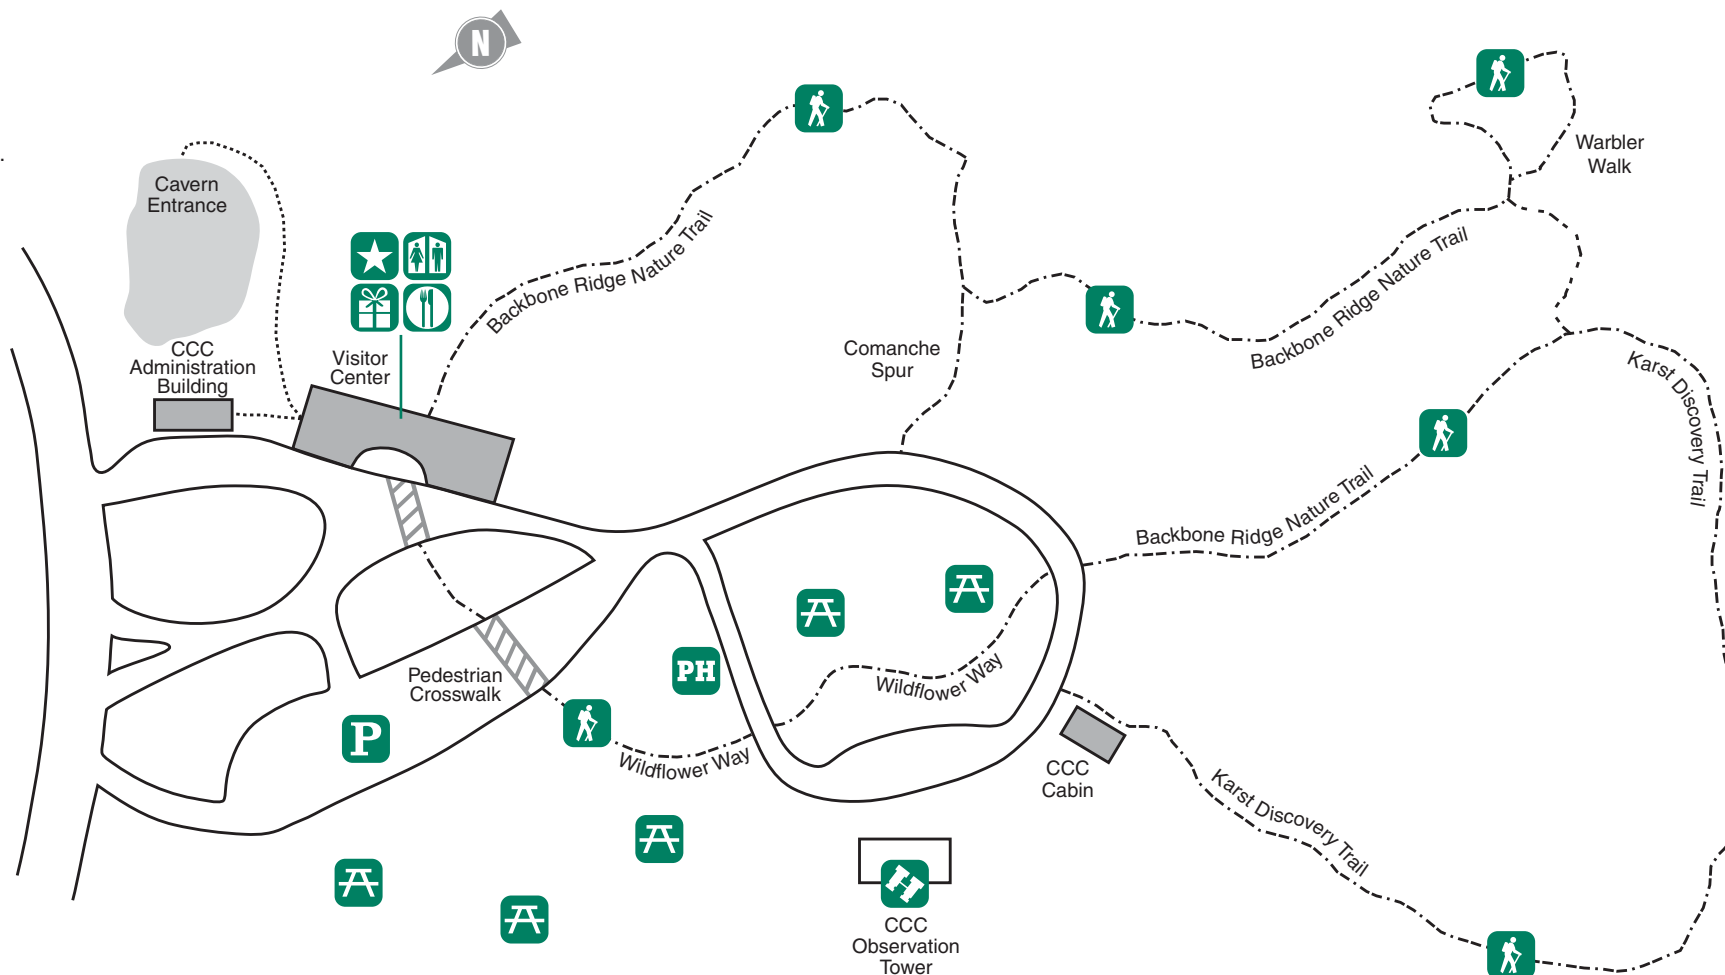 N
Warbler
Walk
Cavern
Entrance
Backbone Ridge Nature Trail
Backbone Ridge Nature Trail
CCC
Administration
Building
Visitor
Center
Comanche
Spur
Karst Discovery Trail
Backbone Ridge Nature Trail
PH
Pedestrian
Crosswalk
Wildflower Way
P
Wildflower Way
CCC
Cabin
Karst Discovery Trail
CCC
Observation
Tower